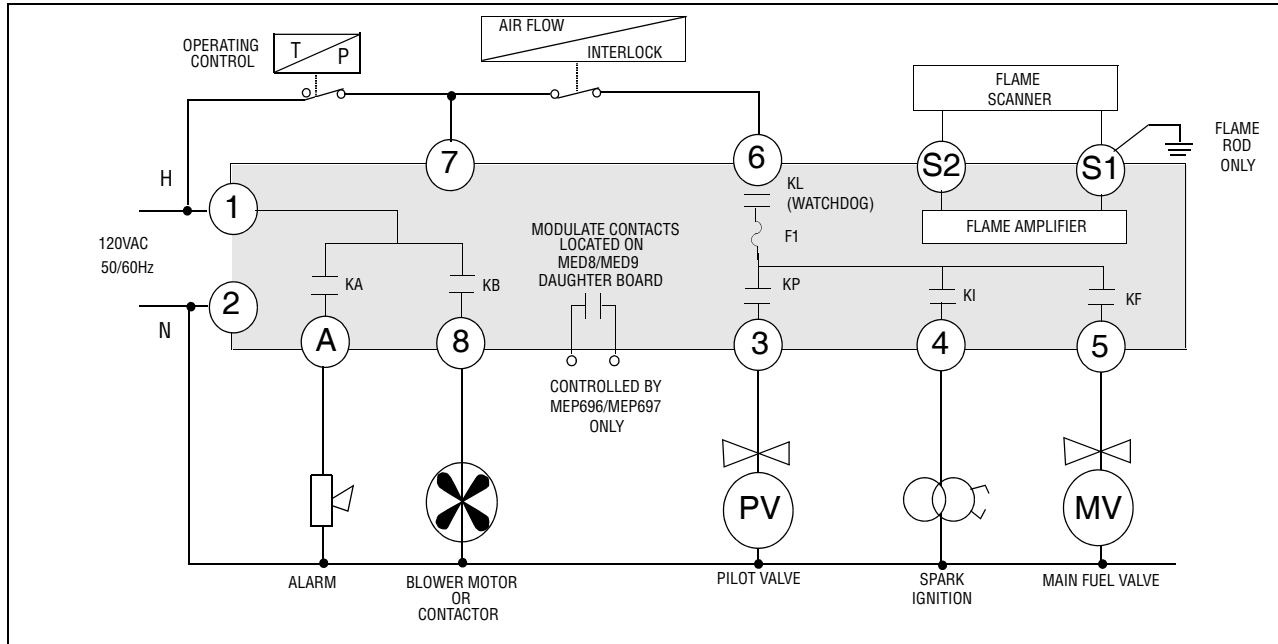 AIR FLOW
INTERLOCK
OPERATING
CONTROL
T
P
FLAME
SCANNER
FLAME
ROD
ONLY
7
6
S2
S1
H
1
KL
(WATCHDOG)
F1
FLAME AMPLIFIER
120VAC
50/60Hz
MODULATE CONTACTS
LOCATED ON
MED8/MED9
DAUGHTER BOARD
KA
KB
KP
KI
KF
2
N
A
8
3
4
5
CONTROLLED BY
MEP696/MEP697
ONLY
PV
MV
ALARM
BLOWER MOTOR
OR
CONTACTOR
PILOT VALVE
SPARK
IGNITION
MAIN FUEL VALVE